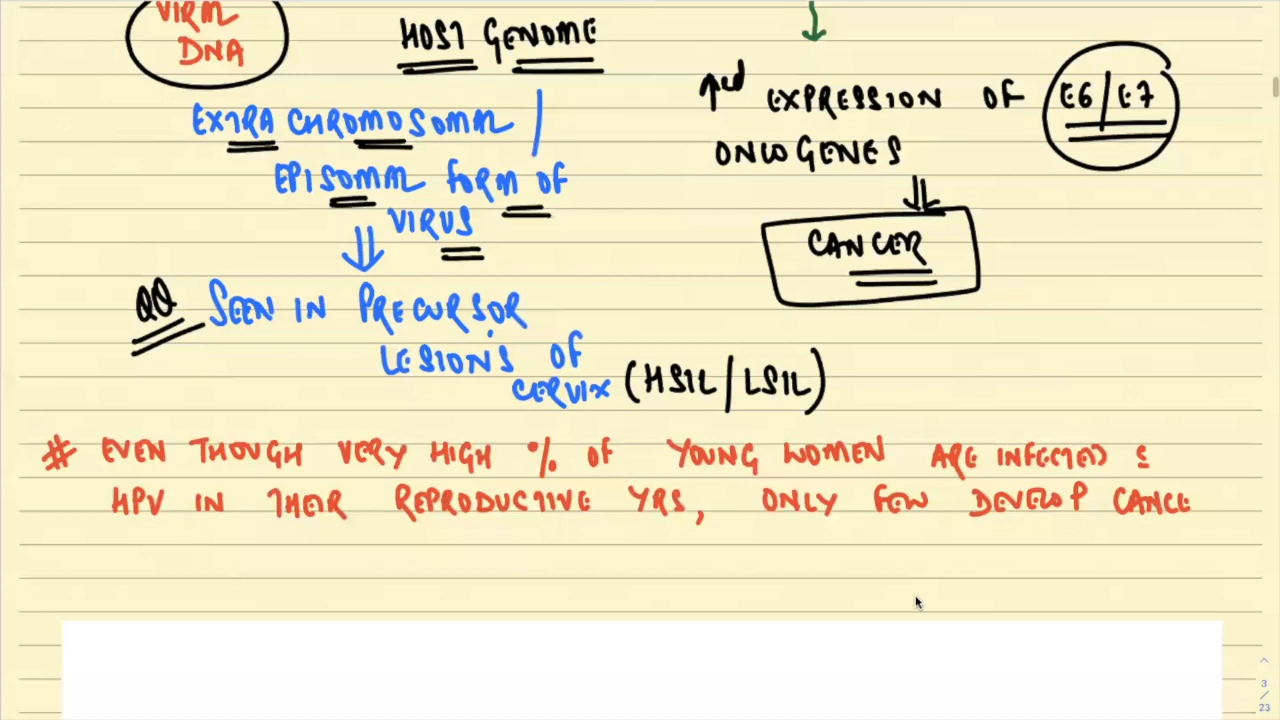 VIRAL
DNA
HOST GENOME
EXTRA CHROMOSOMAL
EPISOMAL FORM OF
VIRUS
QQ SEEN IN PRECURSOR
LESIONS OF
CERVIX (HSIL/LSIL)
↑ed EXPRESSION OF E6/E7
ONCOGENES
CANCER
# EVEN THOUGH VERY HIGH % OF YOUNG WOMEN ARE INFECTED c
HPV IN THEIR REPRODUCTIVE YRS, ONLY FEW DEVELOP CANCE
3
/
23